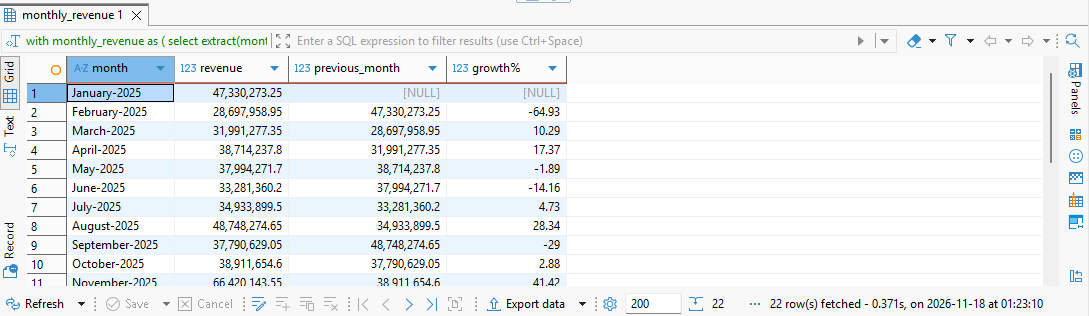 monthly_revenue 1
with monthly_revenue as ( select extract(mont Enter a SQL expression to filter results (use Ctrl+Space)
Grid
Text
Record
A-Z month 123 revenue 123 previous_month 123 growth%
1 January-2025 47,330,273.25 [NULL] [NULL]
2 February-2025 28,697,958.95 47,330,273.25 -64.93
3 March-2025 31,991,277.35 28,697,958.95 10.29
4 April-2025 38,714,237.8 31,991,277.35 17.37
5 May-2025 37,994,271.7 38,714,237.8 -1.89
6 June-2025 33,281,360.2 37,994,271.7 -14.16
7 July-2025 34,933,899.5 33,281,360.2 4.73
8 August-2025 48,748,274.65 34,933,899.5 28.34
9 September-2025 37,790,629.05 48,748,274.65 -29
10 October-2025 38,911,654.6 37,790,629.05 2.88
11 November-2025 66,420,143.55 38,911,654.6 41.42
Panels
Refresh Save Cancel Export data 200 22 22 row(s) fetched - 0.371s, on 2026-11-18 at 01:23:10